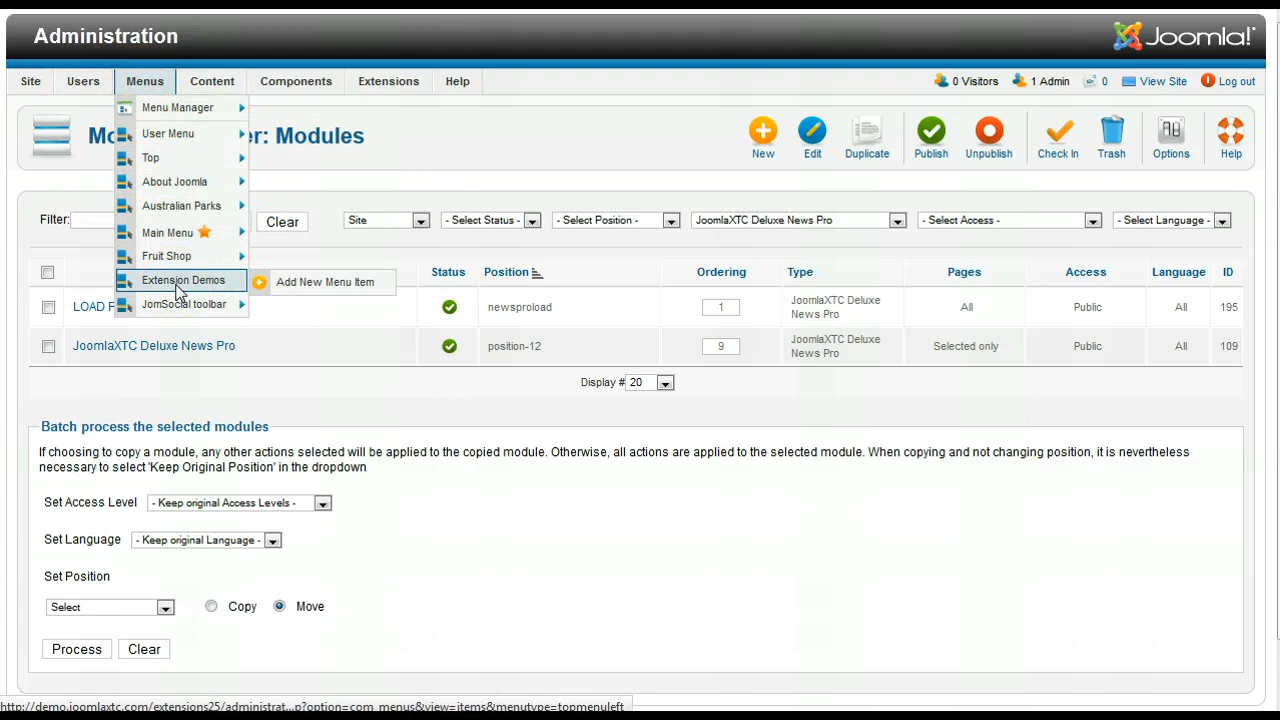 Administration
Joomla!
Site Users Menus Content Components Extensions Help
0 Visitors 1 Admin 0 View Site Log out
Menu Manager
User Menu
Top
About Joomla
Australian Parks
Main Menu
Fruit Shop
Extension Demos
Add New Menu Item
JomSocial toolbar
Mo r: Modules
New Edit Duplicate Publish Unpublish Check In Trash Options Help
Filter: Clear Site - Select Status - - Select Position - JoomlaXTC Deluxe News Pro - Select Access - - Select Language -
Status Position Ordering Type Pages Access Language ID
LOAD newsproload 1 JoomlaXTC Deluxe News Pro All Public All 195
JoomlaXTC Deluxe News Pro position-12 9 JoomlaXTC Deluxe News Pro Selected only Public All 109
Display # 20
Batch process the selected modules
If choosing to copy a module, any other actions selected will be applied to the copied module. Otherwise, all actions are applied to the selected module. When copying and not changing position, it is nevertheless
necessary to select 'Keep Original Position' in the dropdown
Set Access Level - Keep original Access Levels -
Set Language - Keep original Language -
Set Position
Select Copy Move
Process Clear
http://demo.joomlaxtc.com/extensions25/administrat...p?option=com_menus&view=items&menutype=topmenuleft